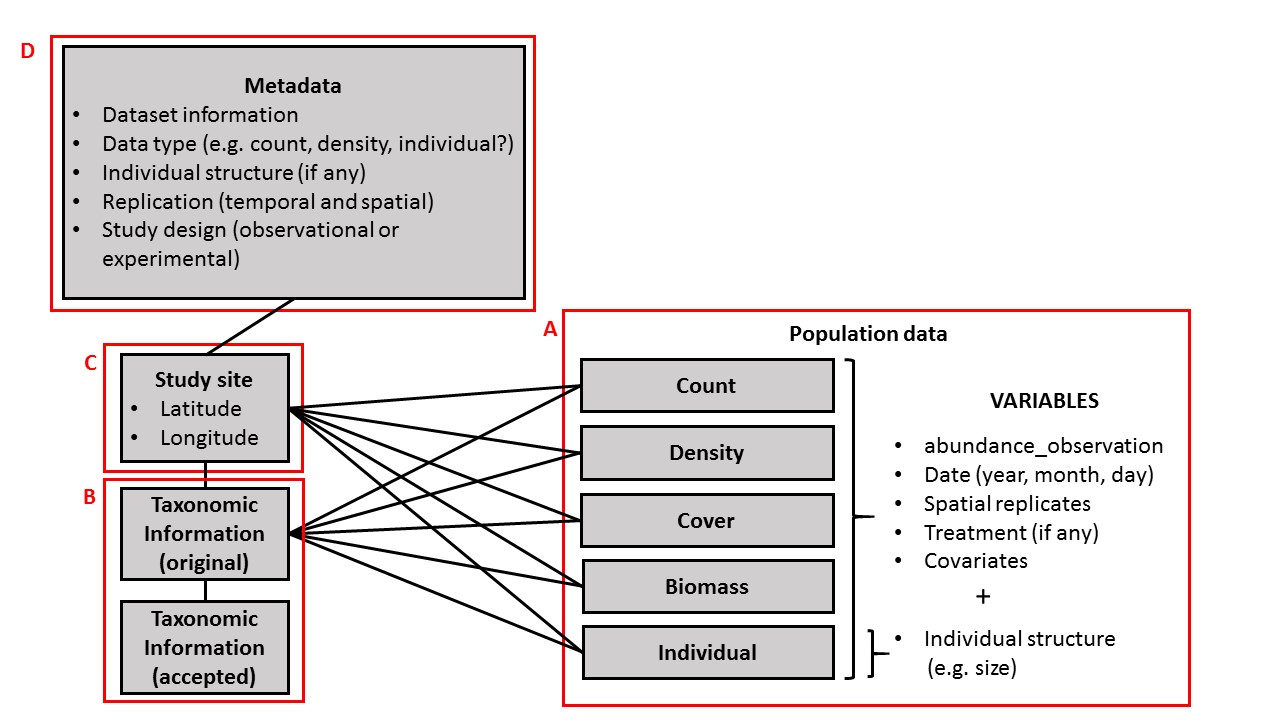 D
Metadata
• Dataset information
• Data type (e.g. count, density, individual?)
• Individual structure (if any)
• Replication (temporal and spatial)
• Study design (observational or
experimental)
C
Study site
• Latitude
• Longitude
B
Taxonomic
Information
(original)
Taxonomic
Information
(accepted)
A
Population data
Count
Density
Cover
Biomass
Individual
VARIABLES
• abundance_observation
• Date (year, month, day)
• Spatial replicates
• Treatment (if any)
• Covariates
+
• Individual structure
(e.g. size)